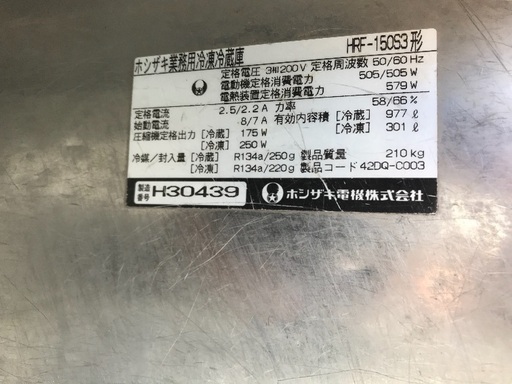 ホシザキ業務用冷凍冷蔵庫 HRF-150S3形
定格電圧 3相200V 定格周波数 50/60Hz
電動機定格消費電力 505/505W
電熱装置定格消費電力 579W
定格電流 2.5/2.2A 力率 58/66%
始動電流 8/7A 有効内容積 [冷蔵] 977ℓ
圧縮機定格出力 [冷蔵] 175W [冷凍] 301ℓ
[冷凍] 250W
冷媒/封入量 [冷蔵] R134a/250g 製品質量 210kg
[冷凍] R134a/220g 製品コード 42DQ-C003
製造番号 H30439 ホシザキ電機株式会社